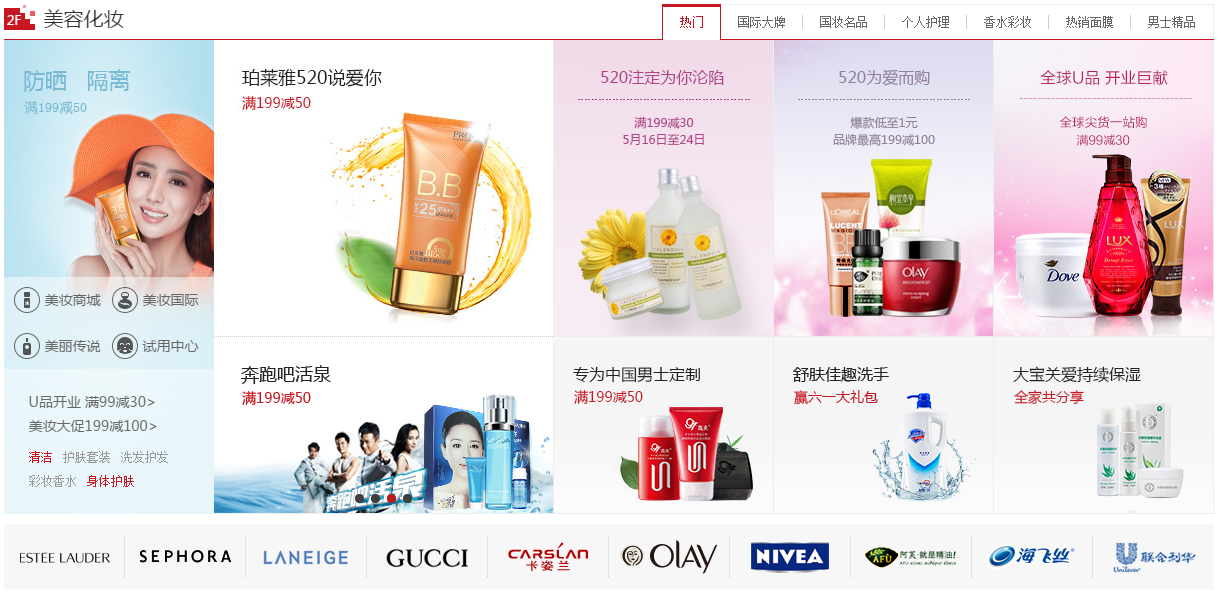 2F 美容化妆
热门 国际大牌 国妆名品 个人护理 香水彩妆 热销面膜 男士精品
防晒 隔离
满199减50
美妆商城 美妆国际
美丽传说 试用中心
U品开业 满99减30>
美妆大促199减100>
清洁 护肤套装 洗发护发
彩妆香水 身体护肤
珀莱雅520说爱你
满199减50
B.B
25
520注定为你沦陷
满199减30
5月16日至24日
CALENDULA
520为爱而购
爆款低至1元
品牌最高199减100
L'OREAL
OLAY
REGENERIST
全球U品 开业巨献
全球尖货一站购
满99减30
Dove
LUX
LUX
奔跑吧活泉
满199减50
奔跑吧活泉
专为中国男士定制
满149减50
舒肤佳趣洗手
赢六一大礼包
大宝关爱持续保湿
全家共分享
ESTEE LAUDER
SEPHORA
LANEIGE
GUCCI
CARSLAN
卡姿兰
OLAY
NIVEA
AFU 阿芙·就是精油!
海飞丝
Unilever 联合利华